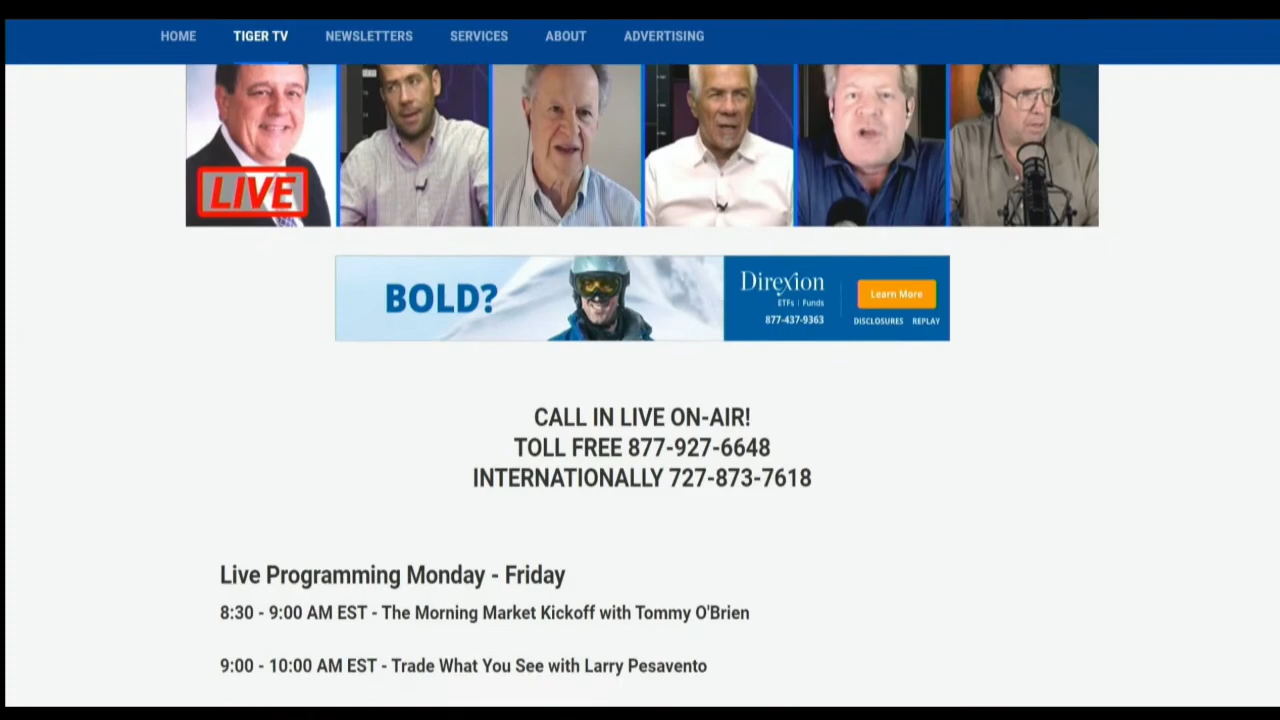 HOME TIGER TV NEWSLETTERS SERVICES ABOUT ADVERTISING
LIVE
BOLD?
Direxion
ETFs | Funds
877-437-9363
Learn More
DISCLOSURES REPLAY
CALL IN LIVE ON-AIR!
TOLL FREE 877-927-6648
INTERNATIONALLY 727-873-7618
Live Programming Monday - Friday
8:30 - 9:00 AM EST - The Morning Market Kickoff with Tommy O'Brien
9:00 - 10:00 AM EST - Trade What You See with Larry Pesavento